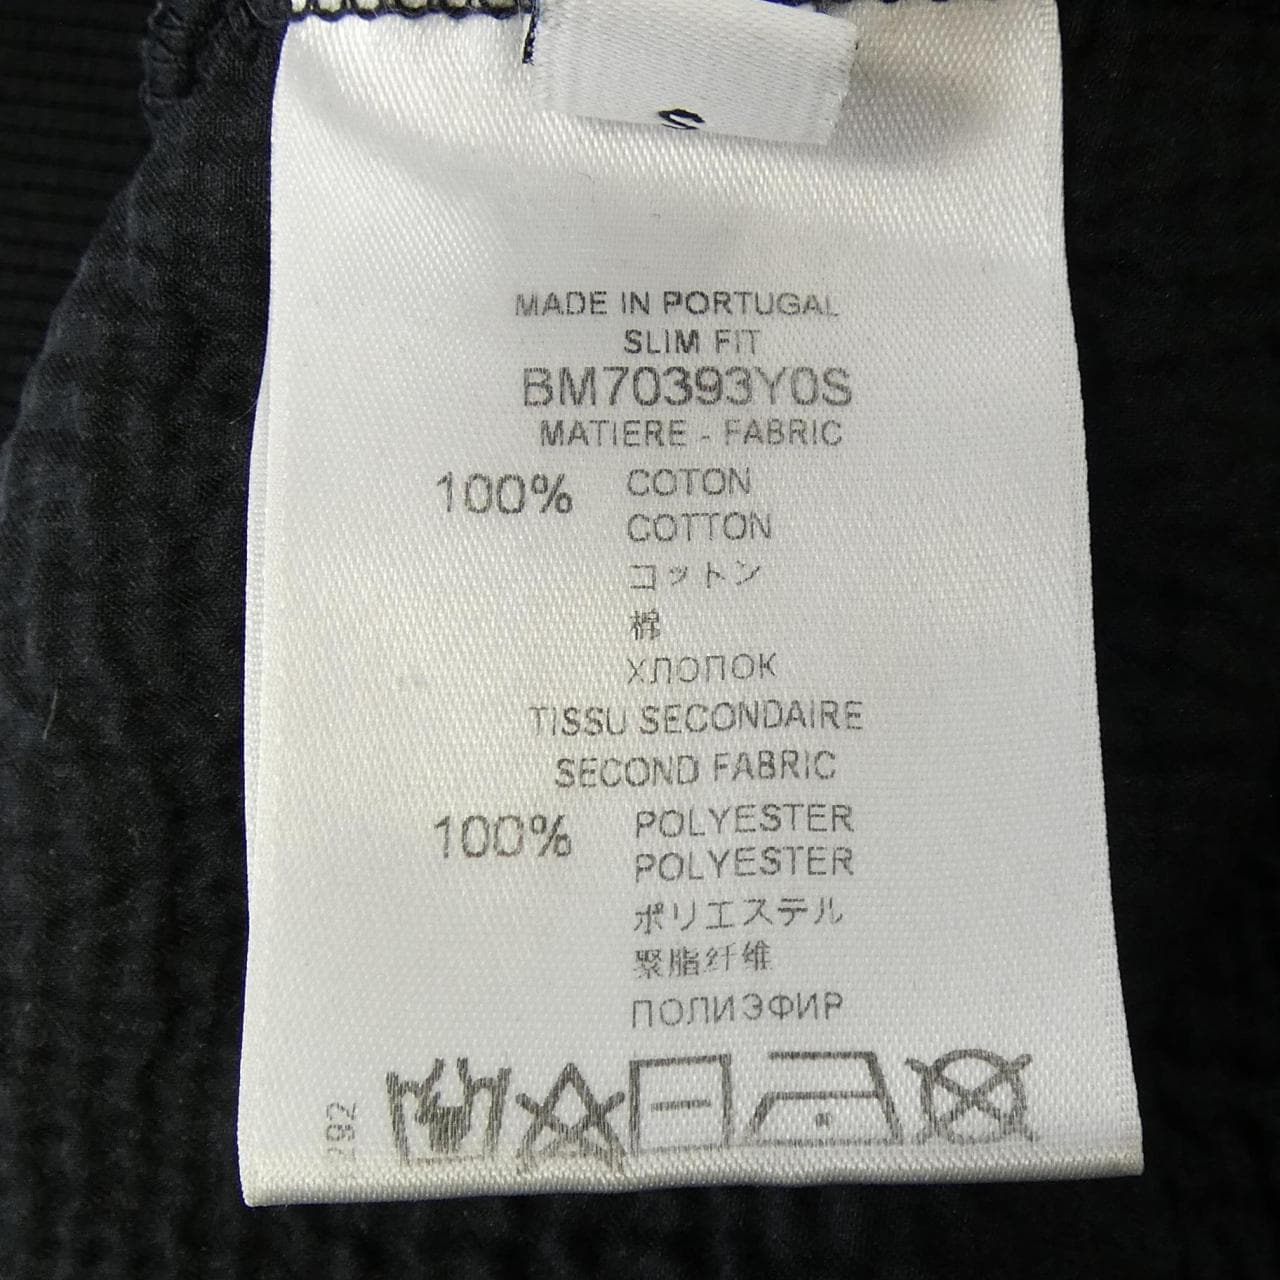 S
MADE IN PORTUGAL
SLIM FIT
BM70393Y0S
MATIERE - FABRIC
100% COTON
COTTON
コットン
棉
ХЛОПОК
TISSU SECONDAIRE
SECOND FABRIC
100% POLYESTER
POLYESTER
ポリエステル
聚脂纤维
ПОЛИЭФИР